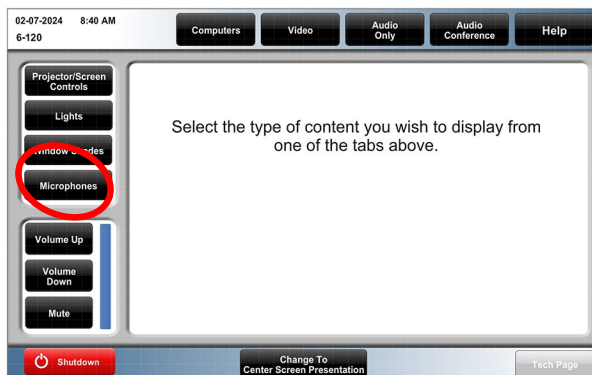 02-07-2024 8:40 AM
6-120
Computers
Video
Audio
Only
Audio
Conference
Help
Projector/Screen
Controls
Lights
Window Shades
Microphones
Volume Up
Volume
Down
Mute
Select the type of content you wish to display from
one of the tabs above.
Shutdown
Change To
Center Screen Presentation
Tech Page